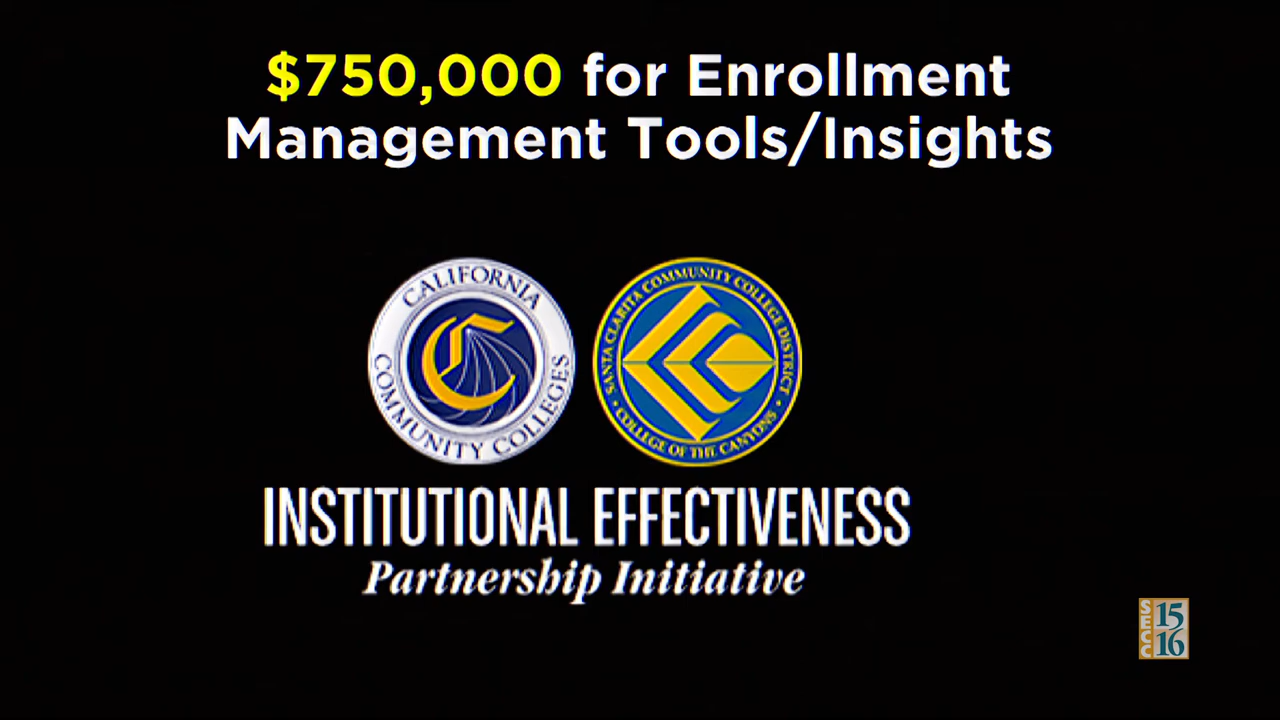 $750,000 for Enrollment
Management Tools/Insights
CALIFORNIA
COMMUNITY COLLEGES
SANTA CLARITA COMMUNITY COLLEGE DISTRICT
• COLLEGE OF THE CANYONS •
INSTITUTIONAL EFFECTIVENESS
Partnership Initiative
SECC
15
16